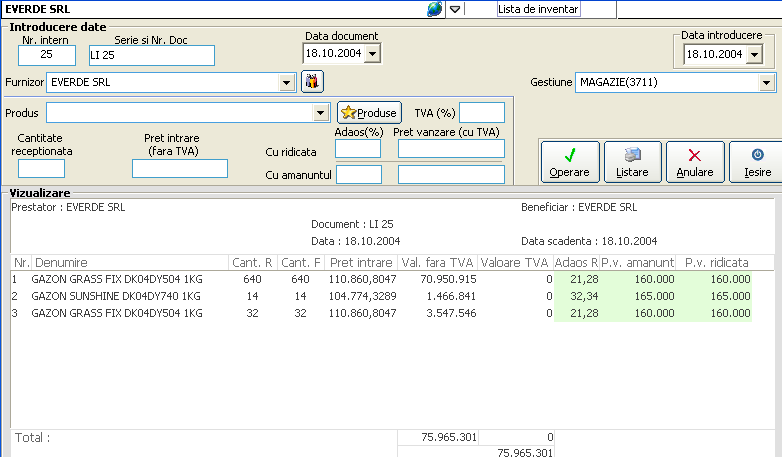 EVERDE SRL
Lista de inventar
Introducere date
Nr. intern
Serie si Nr. Doc
Data document
Data introducere
25
LI 25
18.10.2004
18.10.2004
Furnizor EVERDE SRL
Gestiune MAGAZIE(3711)
Produs
Produse
TVA (%)
Cantitate receptionata
Pret intrare (fara TVA)
Adaos(%)
Pret vanzare (cu TVA)
Cu ridicata
Cu amanuntul
Operare
Listare
Anulare
Iesire
Vizualizare
Prestator : EVERDE SRL
Beneficiar : EVERDE SRL
Document : LI 25
Data : 18.10.2004
Data scadenta : 18.10.2004
Nr. Denumire Cant. R Cant. F Pret intrare Val. fara TVA Valoare TVA Adaos R P.v. amanunt P.v. ridicata
1 GAZON GRASS FIX DK04DY504 1KG 640 640 110.860,8047 70.950.915 0 21,28 160.000 160.000
2 GAZON SUNSHINE DK04DY740 1KG 14 14 104.774,3289 1.466.841 0 32,34 165.000 165.000
3 GAZON GRASS FIX DK04DY504 1KG 32 32 110.860,8047 3.547.546 0 21,28 160.000 160.000
Total : 75.965.301 0
75.965.301